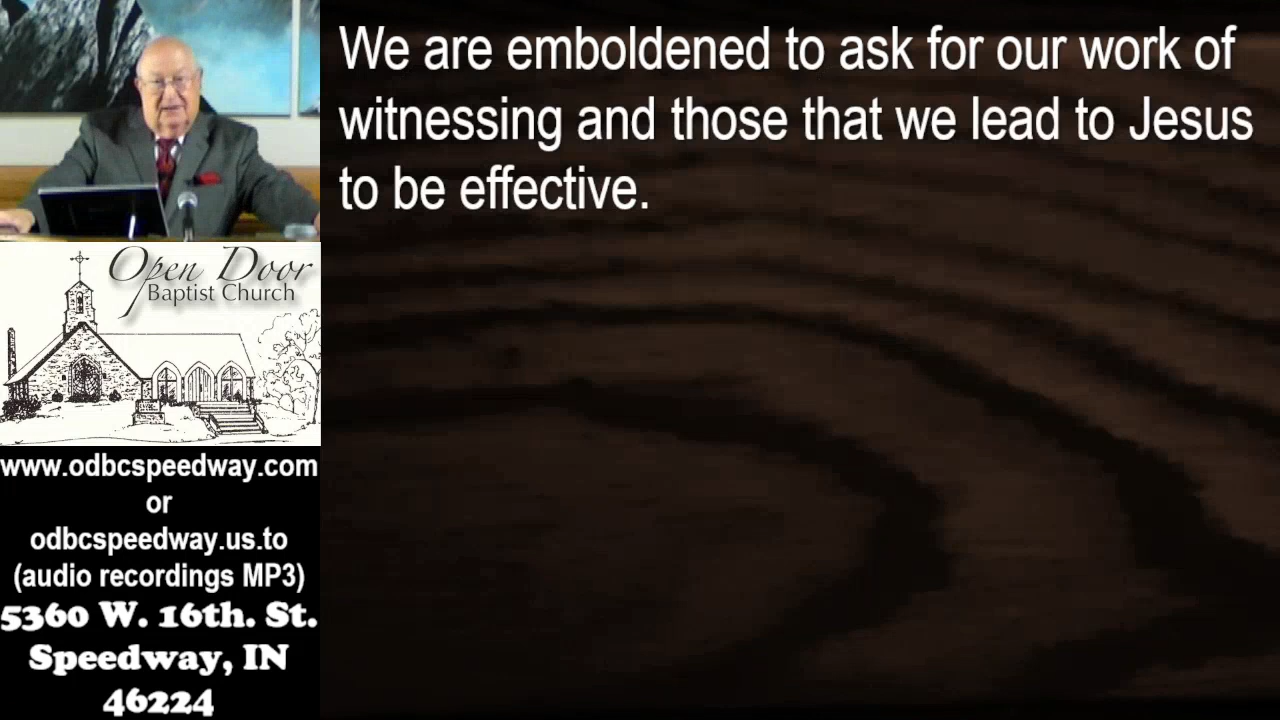 We are emboldened to ask for our work of
witnessing and those that we lead to Jesus
to be effective.
Open Door
Baptist Church
www.odbcspeedway.com
or
odbcspeedway.us.to
(audio recordings MP3)
5360 W. 16th. St.
Speedway, IN
46224